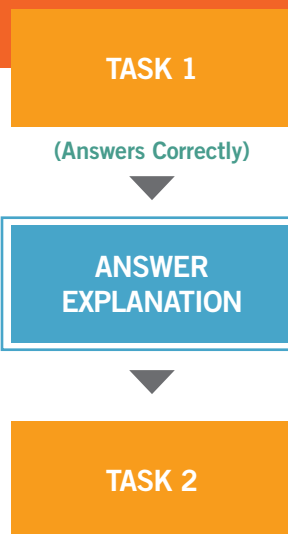 TASK 1
(Answers Correctly)
ANSWER
EXPLANATION
TASK 2